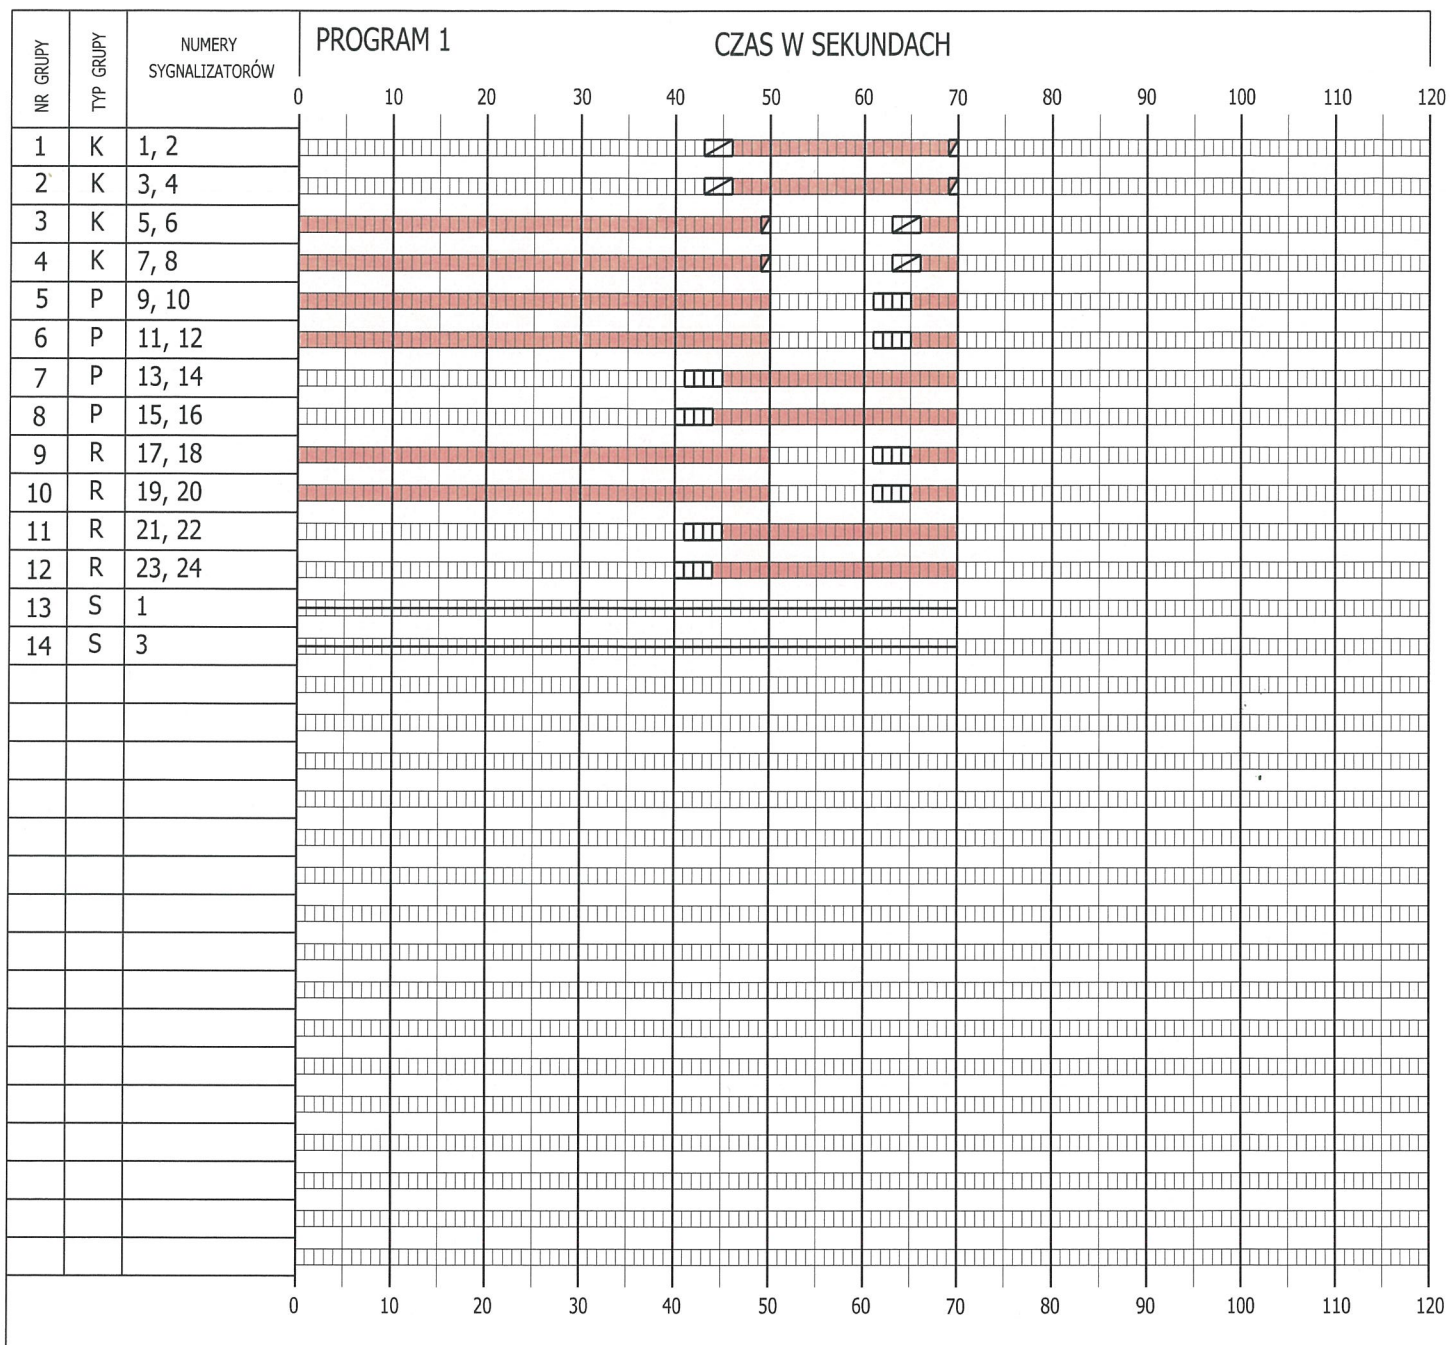 NR GRUPY
TYP GRUPY
NUMERY
SYGNALIZATORÓW
PROGRAM 1
CZAS W SEKUNDACH
0 10 20 30 40 50 60 70 80 90 100 110 120
1 K 1, 2
2 K 3, 4
3 K 5, 6
4 K 7, 8
5 P 9, 10
6 P 11, 12
7 P 13, 14
8 P 15, 16
9 R 17, 18
10 R 19, 20
11 R 21, 22
12 R 23, 24
13 S 1
14 S 3
0 10 20 30 40 50 60 70 80 90 100 110 120